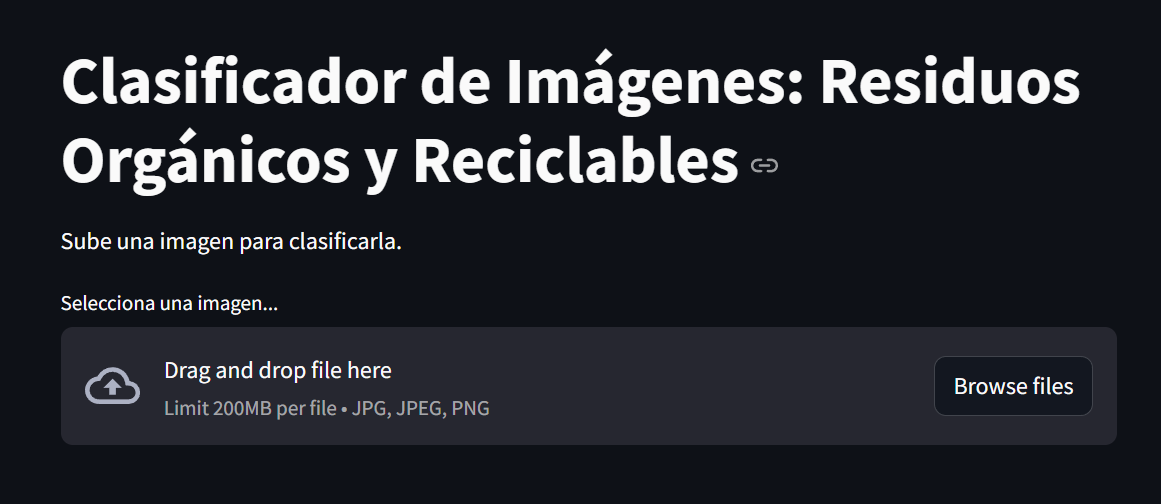 Clasificador de Imágenes: Residuos
Orgánicos y Reciclables
Sube una imagen para clasificarla.
Selecciona una imagen...
Drag and drop file here
Limit 200MB per file • JPG, JPEG, PNG
Browse files